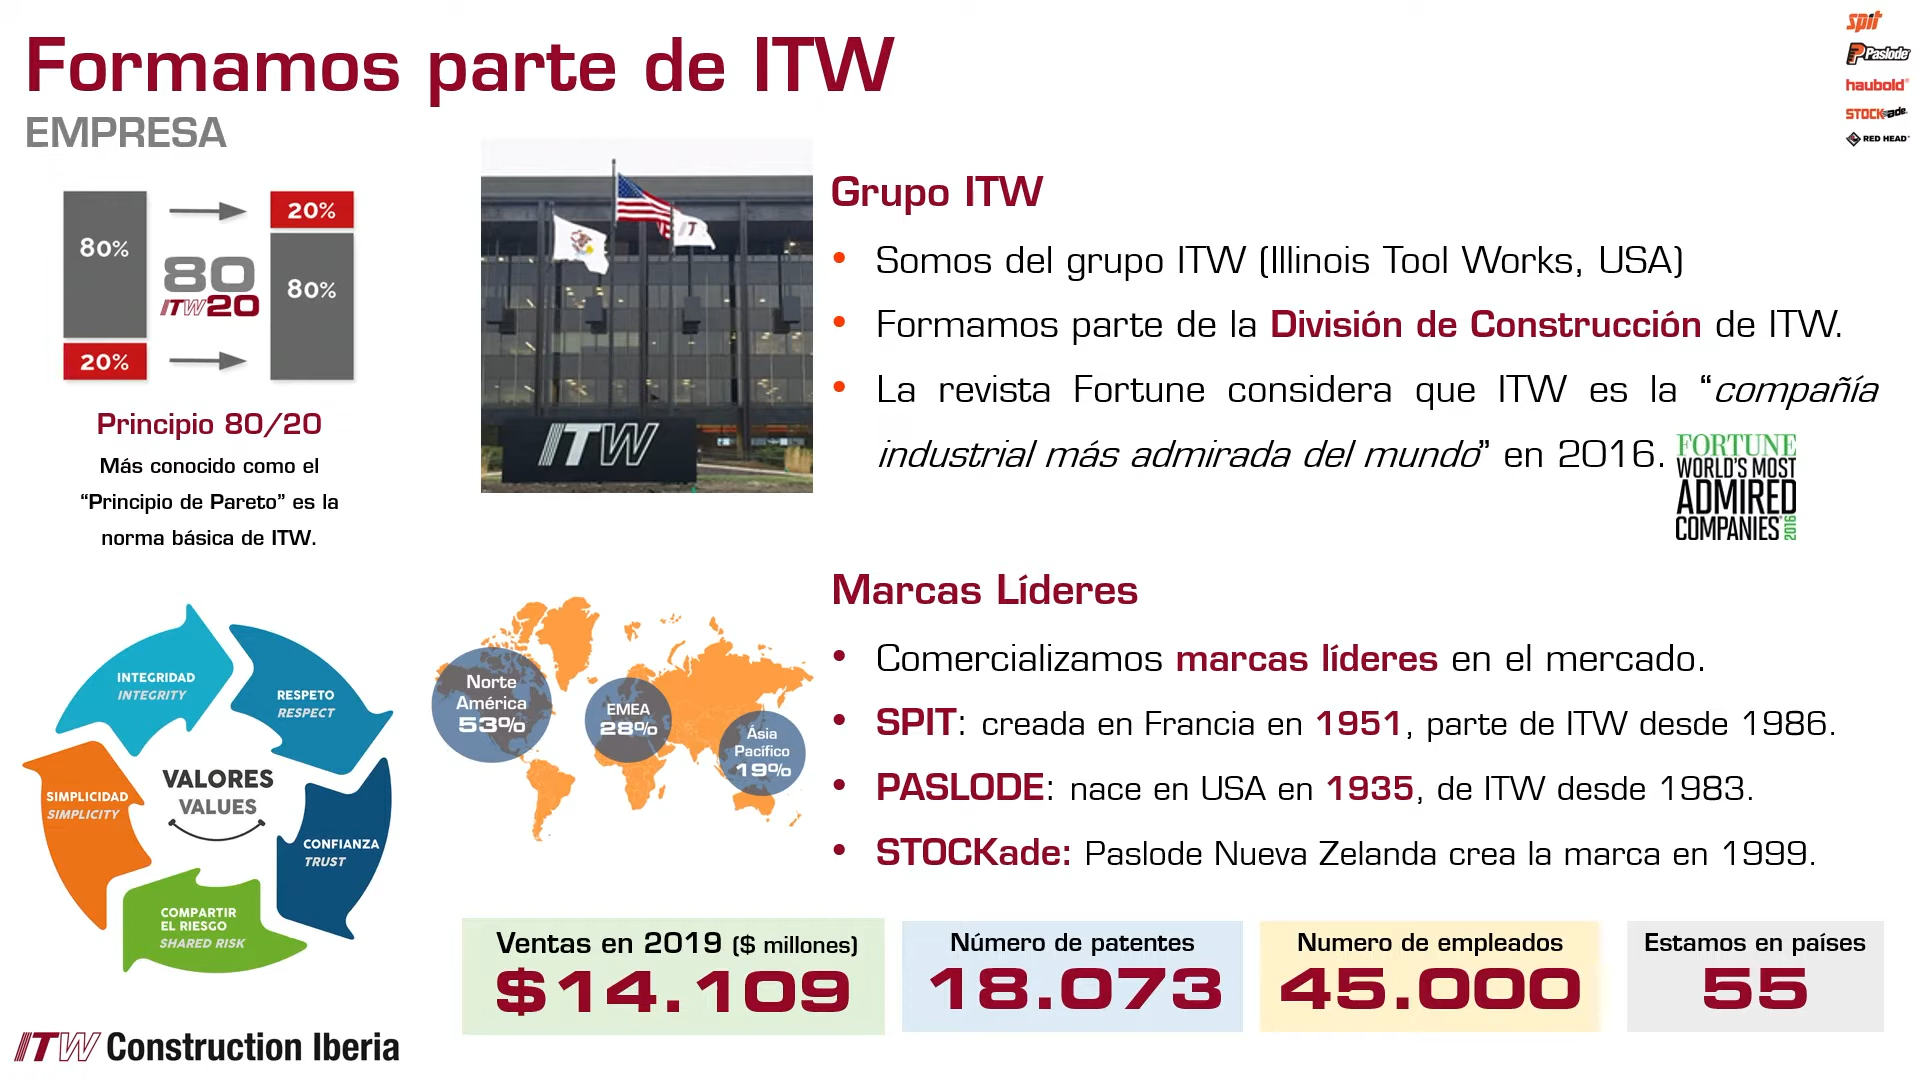 Formamos parte de ITW
EMPRESA
spit
Paslode
haubold
STOCKade
RED HEAD
80%
20%
80
ITW20
20%
80%
Principio 80/20
Más conocido como el
“Principio de Pareto” es la
norma básica de ITW.
ITW
Grupo ITW
• Somos del grupo ITW (Illinois Tool Works, USA)
• Formamos parte de la División de Construcción de ITW.
• La revista Fortune considera que ITW es la “compañía
industrial más admirada del mundo” en 2016.
FORTUNE
WORLD'S MOST
ADMIRED
COMPANIES
2016
INTEGRIDAD
INTEGRITY
RESPETO
RESPECT
CONFIANZA
TRUST
COMPARTIR
EL RIESGO
SHARED RISK
SIMPLICIDAD
SIMPLICITY
VALORES
VALUES
Norte
América
53%
EMEA
28%
Ásia
Pacífico
19%
Marcas Líderes
• Comercializamos marcas líderes en el mercado.
• SPIT: creada en Francia en 1951, parte de ITW desde 1986.
• PASLODE: nace en USA en 1935, de ITW desde 1983.
• STOCKade: Paslode Nueva Zelanda crea la marca en 1999.
Ventas en 2019 ($ millones)
$14.109
Número de patentes
18.073
Numero de empleados
45.000
Estamos en países
55
ITW Construction Iberia